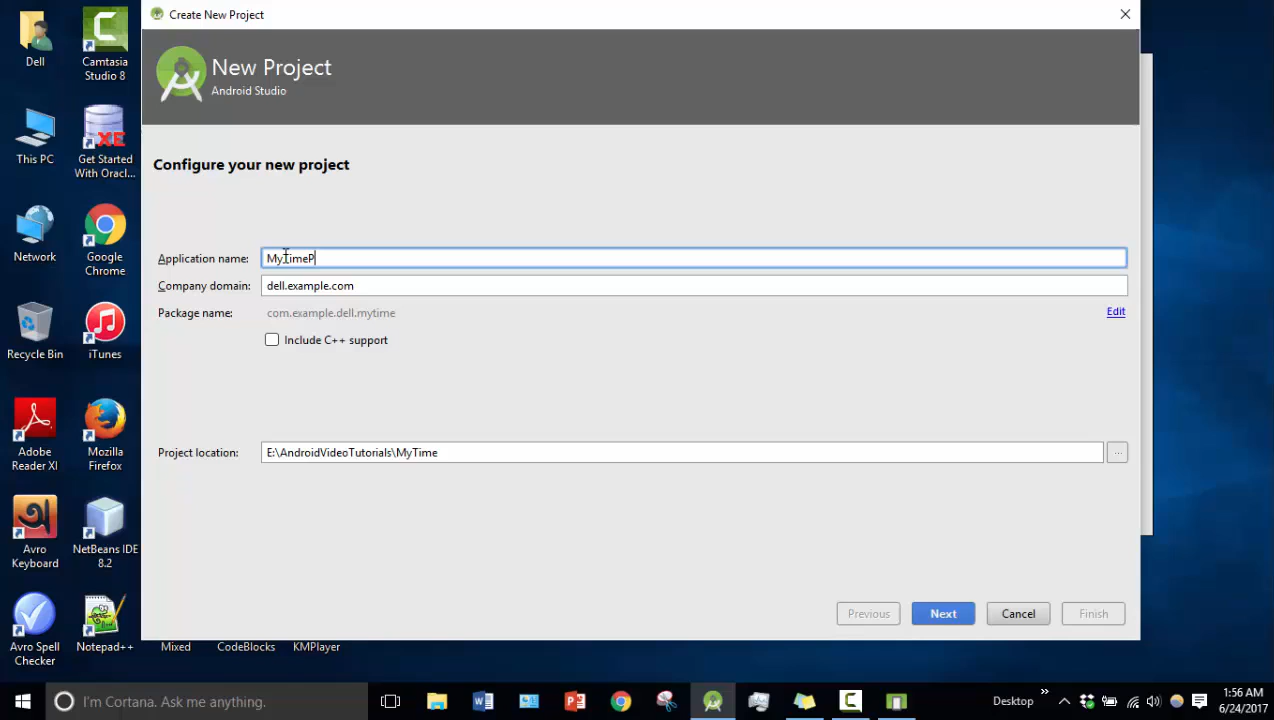 Create New Project
New Project
Android Studio
Configure your new project
Application name: MyTimeP
Company domain: dell.example.com
Package name: com.example.dell.mytime Edit
Include C++ support
Project location: E:\AndroidVideoTutorials\MyTime ...
Previous Next Cancel Finish
Dell
Camtasia Studio 8
This PC
Get Started With Oracl...
XE
Network
Google Chrome
Recycle Bin
iTunes
Adobe Reader XI
Mozilla Firefox
অ
Avro Keyboard
NetBeans IDE 8.2
Avro Spell Checker
Notepad++
Mixed
CodeBlocks
KMPlayer
I'm Cortana. Ask me anything.
Desktop
1:56 AM
6/24/2017